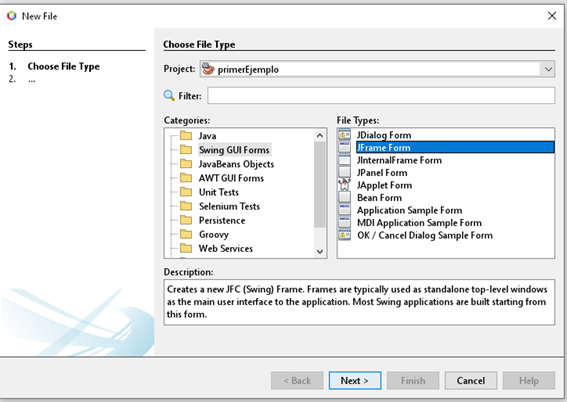 New File
Steps
1. Choose File Type
2. ...
Choose File Type
Project: primerEjemplo
Filter:
Categories:
Java
Swing GUI Forms
JavaBeans Objects
AWT GUI Forms
Unit Tests
Selenium Tests
Persistence
Groovy
Web Services
File Types:
JDialog Form
JFrame Form
JInternalFrame Form
JPanel Form
JApplet Form
Bean Form
Application Sample Form
MDI Application Sample Form
OK / Cancel Dialog Sample Form
Description:
Creates a new JFC (Swing) Frame. Frames are typically used as standalone top-level windows
as the main user interface to the application. Most Swing applications are built starting from
this form.
< Back
Next >
Finish
Cancel
Help